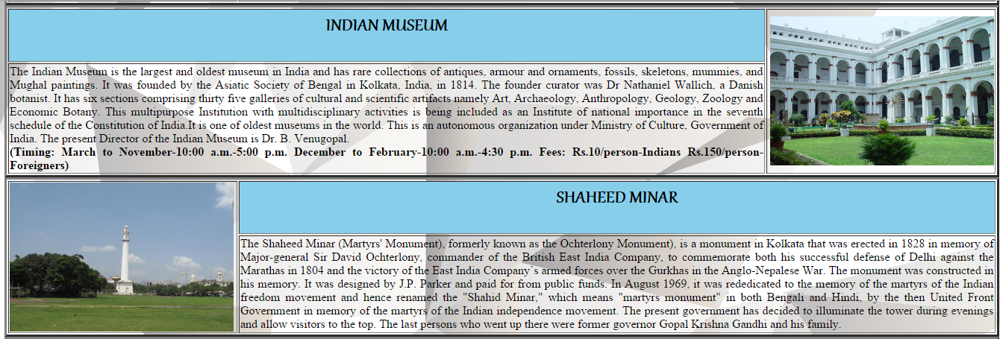 INDIAN MUSEUM
The Indian Museum is the largest and oldest museum in India and has rare collections of antiques, armour and ornaments, fossils, skeletons, mummies, and
Mughal paintings. It was founded by the Asiatic Society of Bengal in Kolkata, India, in 1814. The founder curator was Dr Nathaniel Wallich, a Danish
botanist. It has six sections comprising thirty five galleries of cultural and scientific artifacts namely Art, Archaeology, Anthropology, Geology, Zoology and
Economic Botany. This multipurpose Institution with multidisciplinary activities is being included as an Institute of national importance in the seventh
schedule of the Constitution of India.It is one of oldest museums in the world. This is an autonomous organization under Ministry of Culture, Government of
India. The present Director of the Indian Museum is Dr. B. Venugopal.
(Timing: March to November-10:00 a.m.-5:00 p.m. December to February-10:00 a.m.-4:30 p.m. Fees: Rs.10/person-Indians Rs.150/person-
Foreigners)
SHAHEED MINAR
The Shaheed Minar (Martyrs' Monument), formerly known as the Ochterlony Monument), is a monument in Kolkata that was erected in 1828 in memory of
Major-general Sir David Ochterlony, commander of the British East India Company, to commemorate both his successful defense of Delhi against the
Marathas in 1804 and the victory of the East India Company's armed forces over the Gurkhas in the Anglo-Nepalese War. The monument was constructed in
his memory. It was designed by J.P. Parker and paid for from public funds. In August 1969, it was rededicated to the memory of the martyrs of the Indian
freedom movement and hence renamed the "Shahid Minar," which means "martyrs monument" in both Bengali and Hindi, by the then United Front
Government in memory of the martyrs of the Indian independence movement. The present government has decided to illuminate the tower during evenings
and allow visitors to the top. The last persons who went up there were former governor Gopal Krishna Gandhi and his family.